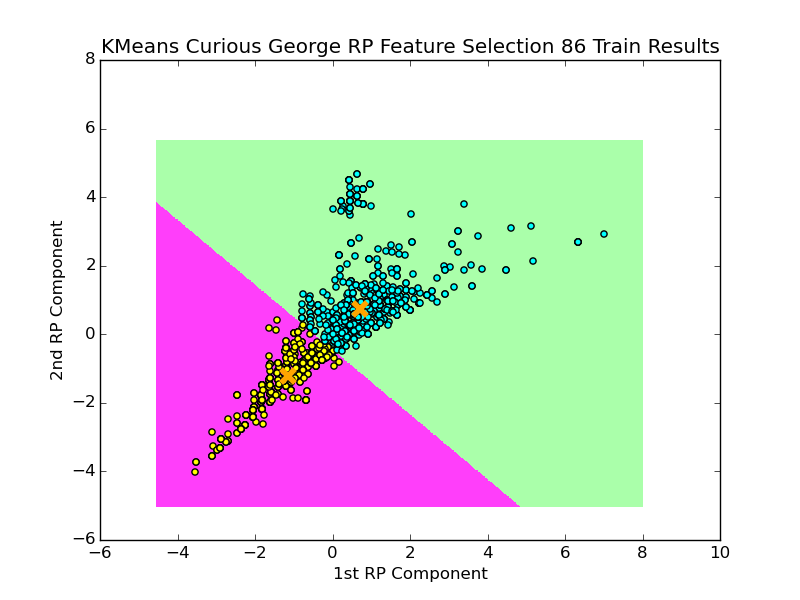 KMeans Curious George RP Feature Selection 86 Train Results
8
6
4
2
0
−2
−4
−6
2nd RP Component
−6 −4 −2 0 2 4 6 8 10
1st RP Component